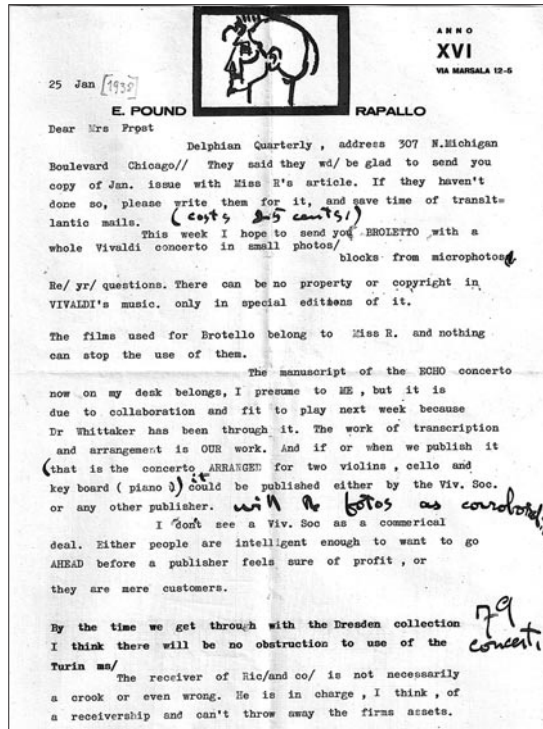 ANNO
XVI
VIA MARSALA 12-5
25 Jan [1938]
E. POUND RAPALLO
Dear Mrs Frpst
Delphian Quarterly , address 307 N.Michigan
Boulevard Chicago// They said they wd/ be glad to send you
copy of Jan. issue with Miss R's article. If they haven't
done so, please write them for it, and save time of transtt=
lantic mails. (costs 25 cents,)
This week I hope to send you BROLETTO with a
whole Vivaldi concerto in small photos/
blocks from microphotos
Re/ yr/ questions. There can be no property or copyright in
VIVALDI's music. only in special editions of it.
The films used for Brotello belong to Miss R. and nothing
can stop the use of them.
The manuscript of the ECHO concerto
now on my desk belongs, I presume to ME , but it is
due to collaboration and fit to play next week because
Dr Whittaker has been through it. The work of transcription
and arrangement is OUR work. And if or when we publish it
(that is the concerto ARRANGED for two violins , cello and
key board ( piano )) it could be published either by the Viv. Soc.
or any other publisher. will the fotos as
I don't see a Viv. Soc as a commerical
deal. Either people are intelligent enough to want to go
AHEAD before a publisher feels sure of profit , or
they are mere customers.
By the time we get through with the Dresden collection
79
concerti
I think there will be no obstruction to use of the
Turin ms/
The receiver of Ric/and co/ is not necessarily
a crook or even wrong. He is in charge , I think , of
a receivership and can't throw away the firms assets.